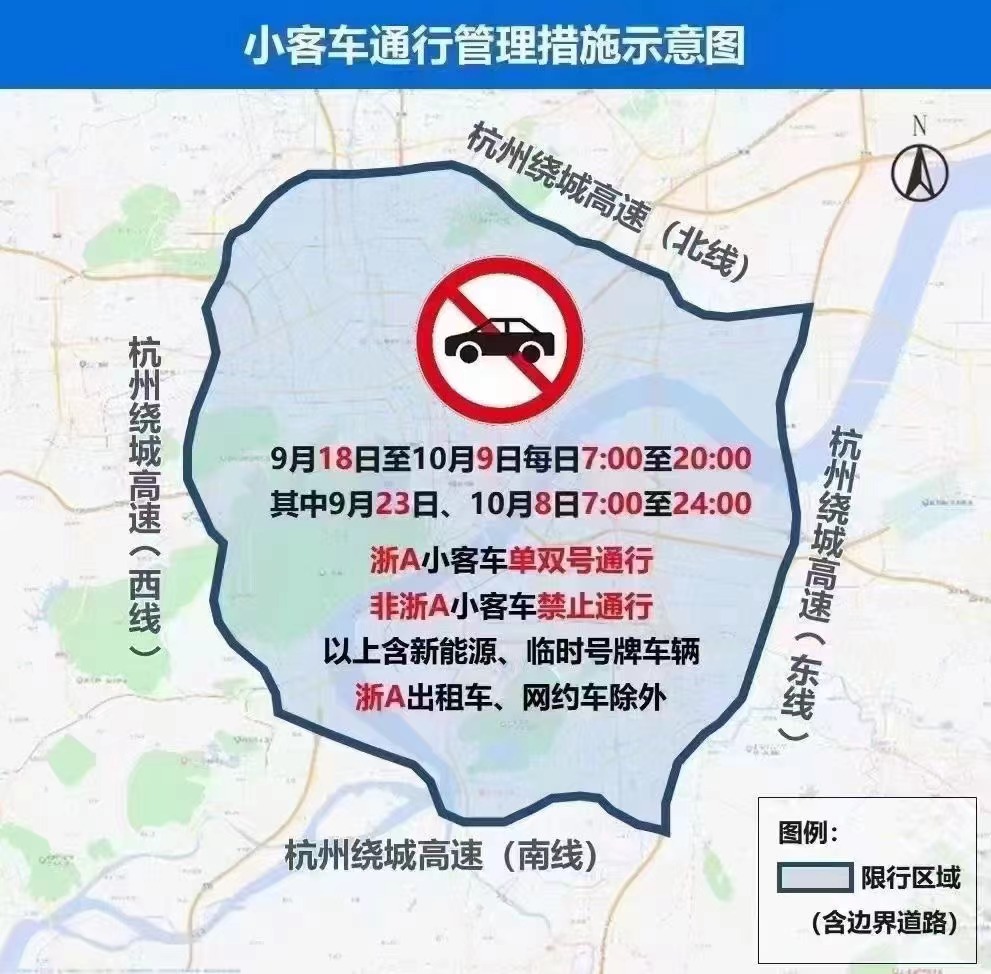 小客车通行管理措施示意图
N
杭州绕城高速（北线）
杭州绕城高速（西线）
杭州绕城高速（东线）
9月18日至10月9日每日7:00至20:00
其中9月23日、10月8日7:00至24:00
浙A小客车单双号通行
非浙A小客车禁止通行
以上含新能源、临时号牌车辆
浙A出租车、网约车除外
杭州绕城高速（南线）
图例：
限行区域
（含边界道路）